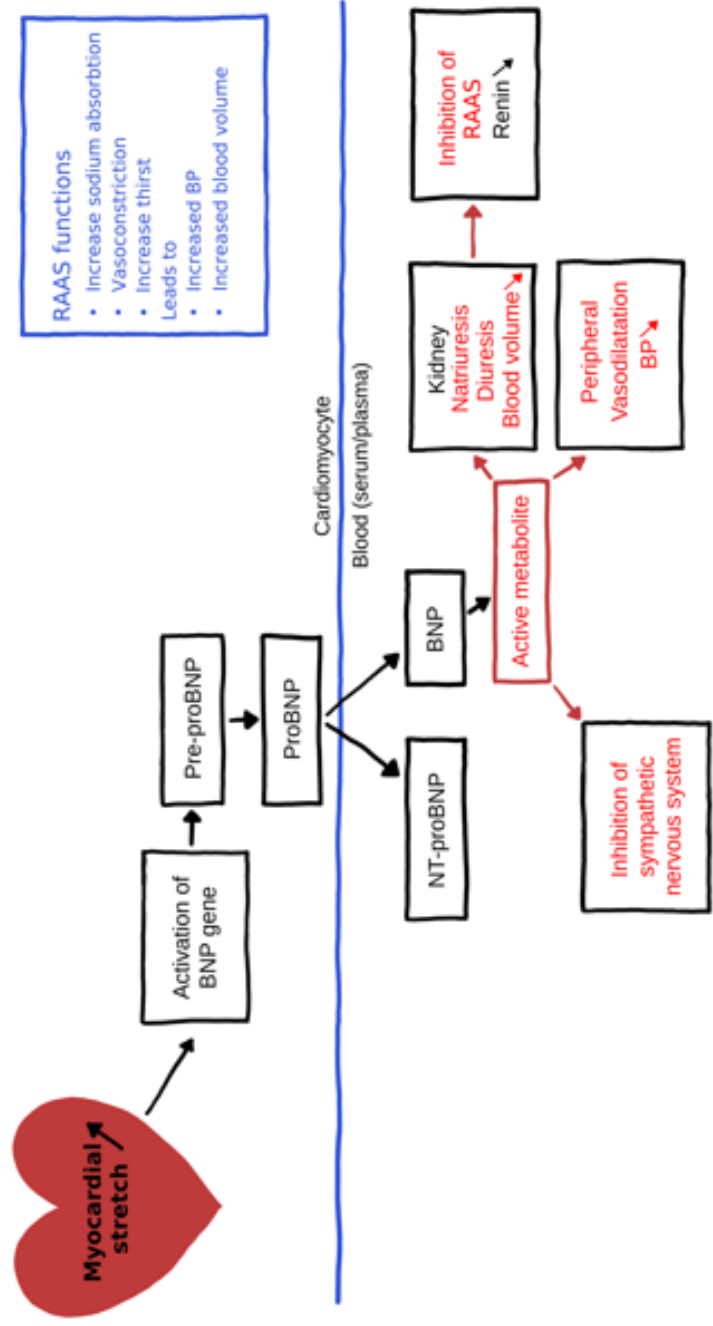 Myocardial
stretch
Activation of
BNP gene
Pre-proBNP
ProBNP
RAAS functions
• Increase sodium absorbtion
• Vasoconstriction
• Increase thirst
Leads to
• Increased BP
• Increased blood volume
Cardiomyocyte
Blood (serum/plasma)
NT-proBNP
BNP
Active metabolite
Kidney
Natriuresis
Diuresis
Blood volume
Inhibition of
RAAS
Renin
Peripheral
Vasodilatation
BP
Inhibition of
sympathetic
nervous system